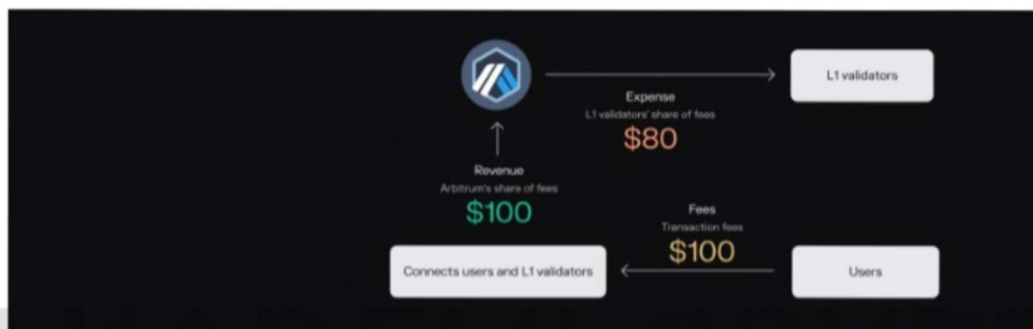 L1 validators
Expense
L1 validators' share of fees
$80
Revenue
Arbitrum's share of fees
$100
Fees
Transaction fees
$100
Connects users and L1 validators
Users